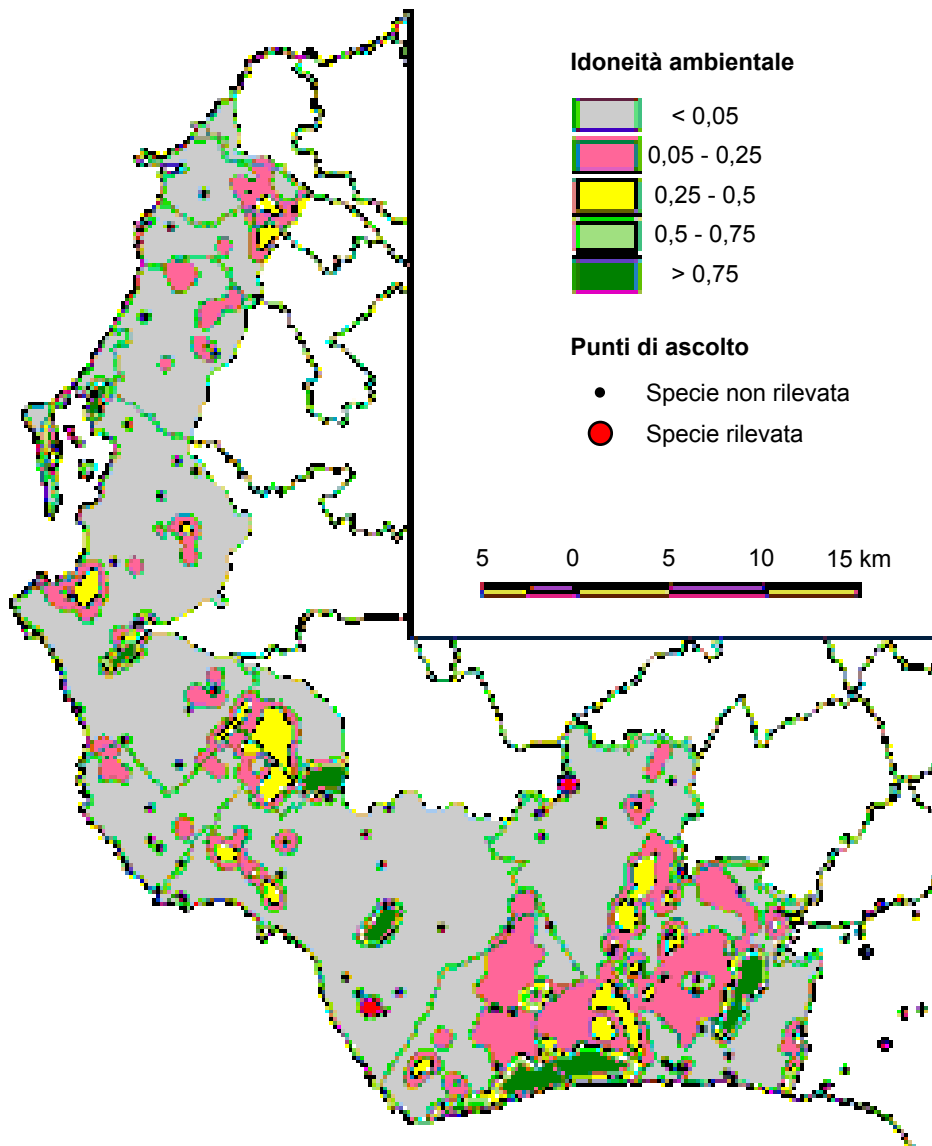 Idoneità ambientale
< 0,05
0,05 - 0,25
0,25 - 0,5
0,5 - 0,75
> 0,75
Punti di ascolto
Specie non rilevata
Specie rilevata
5 0 5 10 15 km